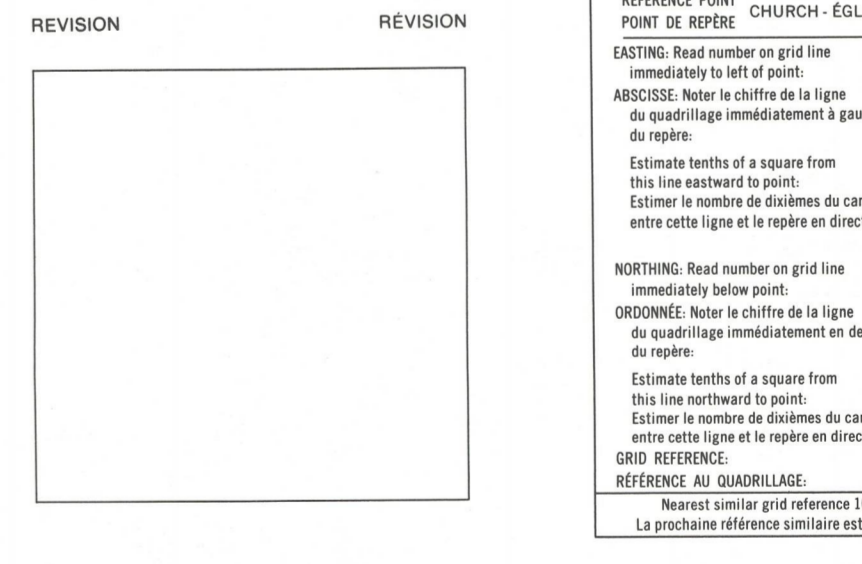 REVISION RÉVISION
REFERENCE POINT
POINT DE REPÈRE CHURCH - ÉGL
EASTING: Read number on grid line
immediately to left of point:
ABSCISSE: Noter le chiffre de la ligne
du quadrillage immédiatement à gau
du repère:
Estimate tenths of a square from
this line eastward to point:
Estimer le nombre de dixièmes du car
entre cette ligne et le repère en direc
NORTHING: Read number on grid line
immediately below point:
ORDONNÉE: Noter le chiffre de la ligne
du quadrillage immédiatement en de
du repère:
Estimate tenths of a square from
this line northward to point:
Estimer le nombre de dixièmes du car
entre cette ligne et le repère en direc
GRID REFERENCE:
RÉFÉRENCE AU QUADRILLAGE:
Nearest similar grid reference 1
La prochaine référence similaire est